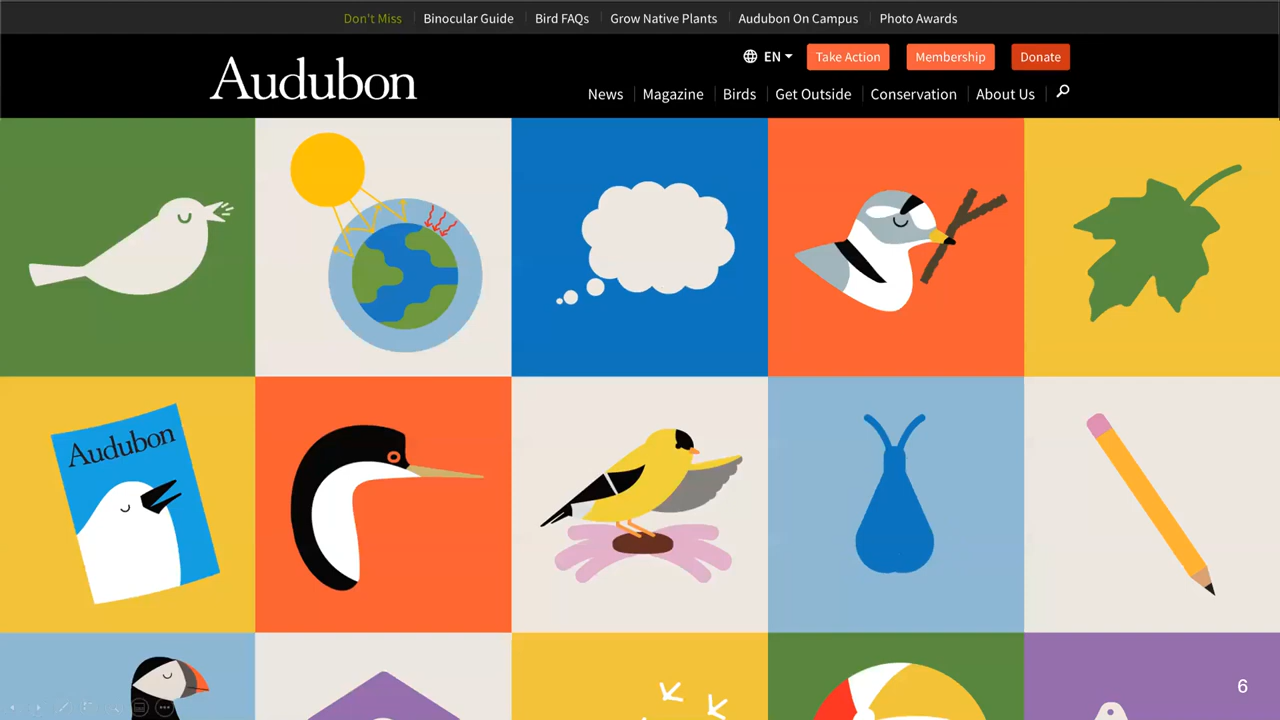 Don't Miss Binocular Guide Bird FAQs Grow Native Plants Audubon On Campus Photo Awards
EN Take Action Membership Donate
Audubon
News Magazine Birds Get Outside Conservation About Us
Audubon
6